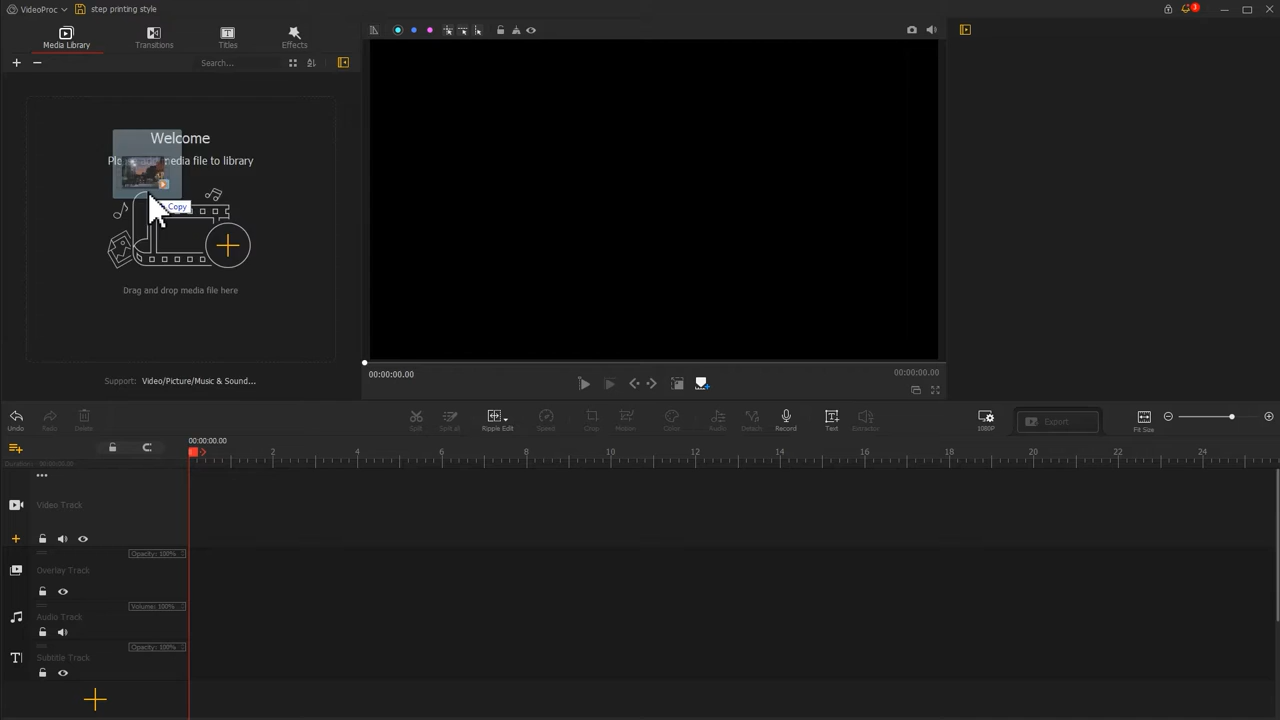 VideoProc
step printing style
3
Media Library
Transitions
Titles
Effects
Search...
Welcome
media file to library
Copy
Drag and drop media file here
Support: Video/Picture/Music & Sound...
00:00:00.00
00:00:00.00
Undo
Redo
Delete
Split
Split all
Ripple Edit
Speed
Crop
Motion
Color
Audio
Detach
Record
Text
Extractor
1080P
Export
Fit Size
00:00:00.00
2
4
6
8
10
12
14
16
18
20
22
24
Duration: 00:00:00.00
Video Track
Opacity: 100%
Overlay Track
Volume: 100%
Audio Track
Opacity: 100%
Subtitle Track